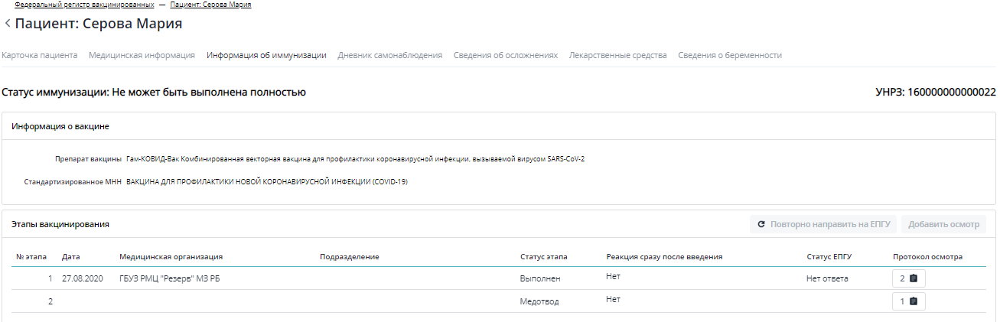 Федеральный регистр вакцинированных — Пациент: Серова Мария
< Пациент: Серова Мария
Карточка пациента Медицинская информация Информация об иммунизации Дневник самонаблюдения Сведения об осложнениях Лекарственные средства Сведения о беременности
Статус иммунизации: Не может быть выполнена полностью УНРЗ: 160000000000022
Информация о вакцине
Препарат вакцины Гам-КОВИД-Вак Комбинированная векторная вакцина для профилактики коронавирусной инфекции, вызываемой вирусом SARS-CoV-2
Стандартизированное МНН ВАКЦИНА ДЛЯ ПРОФИЛАКТИКИ НОВОЙ КОРОНАВИРУСНОЙ ИНФЕКЦИИ (COVID-19)
Этапы вакцинирования Повторно направить на ЕПГУ Добавить осмотр
№ этапа Дата Медицинская организация Подразделение Статус этапа Реакция сразу после введения Статус ЕПГУ Протокол осмотра
1 27.08.2020 ГБУЗ РМЦ "Резерв" МЗ РБ Выполнен Нет Нет ответа 2
2 Медотвод Нет 1